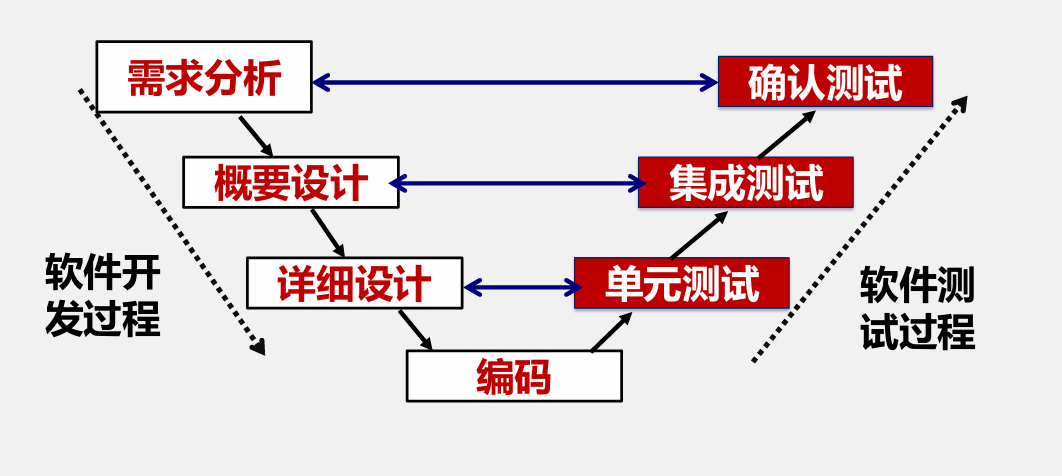 需求分析
确认测试
概要设计
集成测试
软件开
发过程
详细设计
单元测试
软件测
试过程
编码